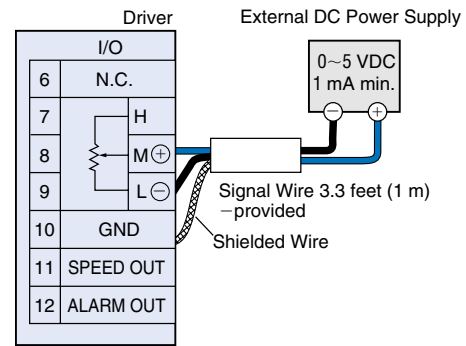 Driver
External DC Power Supply
I/O
0~5 VDC
1 mA min.
6 N.C.
7 H
8 M⊕
9 L⊖
− +
10 GND
11 SPEED OUT
12 ALARM OUT
Signal Wire 3.3 feet (1 m)
−provided
Shielded Wire